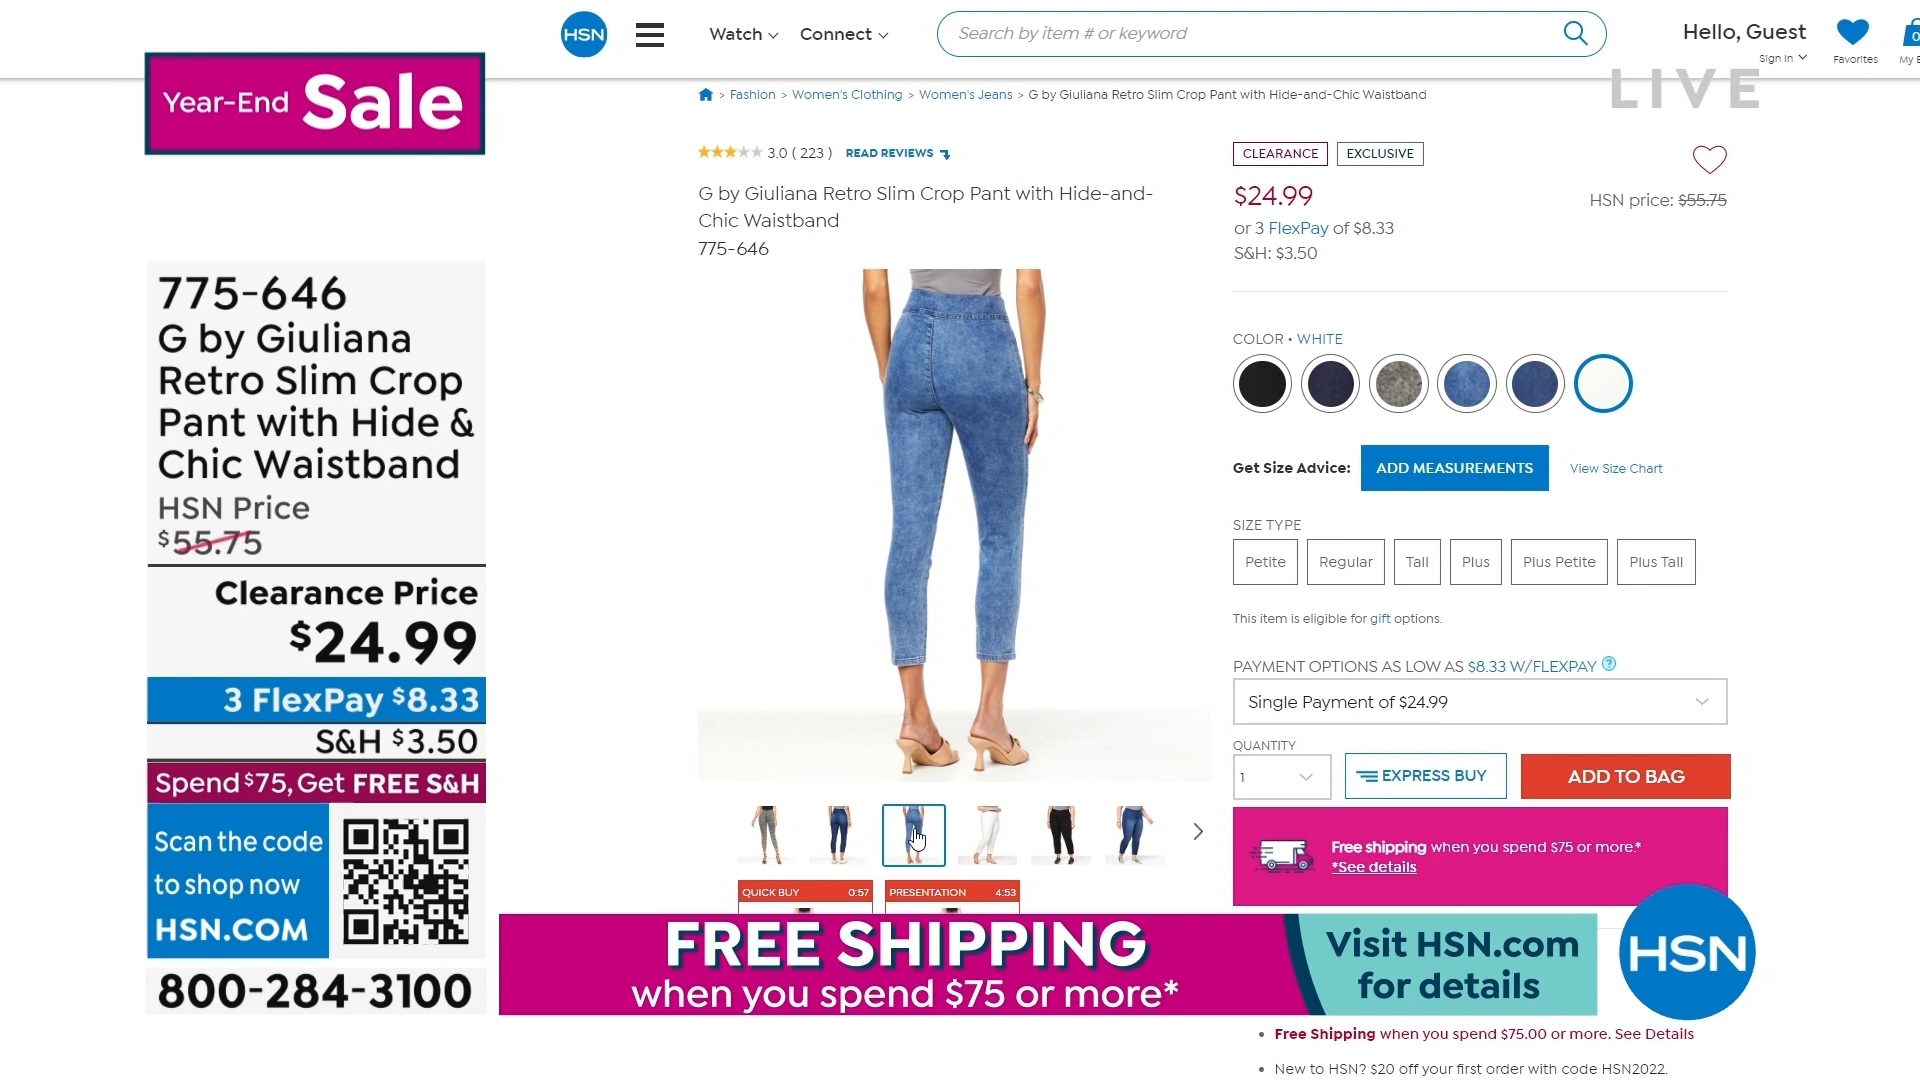 HSN
Watch
Connect
Search by item # or keyword
Hello, Guest
Sign In
Favorites
0
LIVE
Year-End Sale
> Fashion > Women's Clothing > Women's Jeans > G by Giuliana Retro Slim Crop Pant with Hide-and-Chic Waistband
3.0 ( 223 ) READ REVIEWS
G by Giuliana Retro Slim Crop Pant with Hide-and-
Chic Waistband
775-646
CLEARANCE EXCLUSIVE
$24.99
HSN price: $55.75
or 3 FlexPay of $8.33
S&H: $3.50
COLOR • WHITE
Get Size Advice: ADD MEASUREMENTS View Size Chart
SIZE TYPE
Petite Regular Tall Plus Plus Petite Plus Tall
This item is eligible for gift options.
PAYMENT OPTIONS AS LOW AS $8.33 W/FLEXPAY ?
Single Payment of $24.99
QUANTITY
1
EXPRESS BUY
ADD TO BAG
Free shipping when you spend $75 or more.*
*See details
775-646
G by Giuliana
Retro Slim Crop
Pant with Hide &
Chic Waistband
HSN Price
$55.75
Clearance Price
$24.99
3 FlexPay $8.33
S&H $3.50
Spend $75, Get FREE S&H
Scan the code
to shop now
HSN.COM
800-284-3100
QUICK BUY 0:57
PRESENTATION 4:53
FREE SHIPPING
when you spend $75 or more*
Visit HSN.com
for details
HSN
• Free Shipping when you spend $75.00 or more. See Details
• New to HSN? $20 off your first order with code HSN2022.